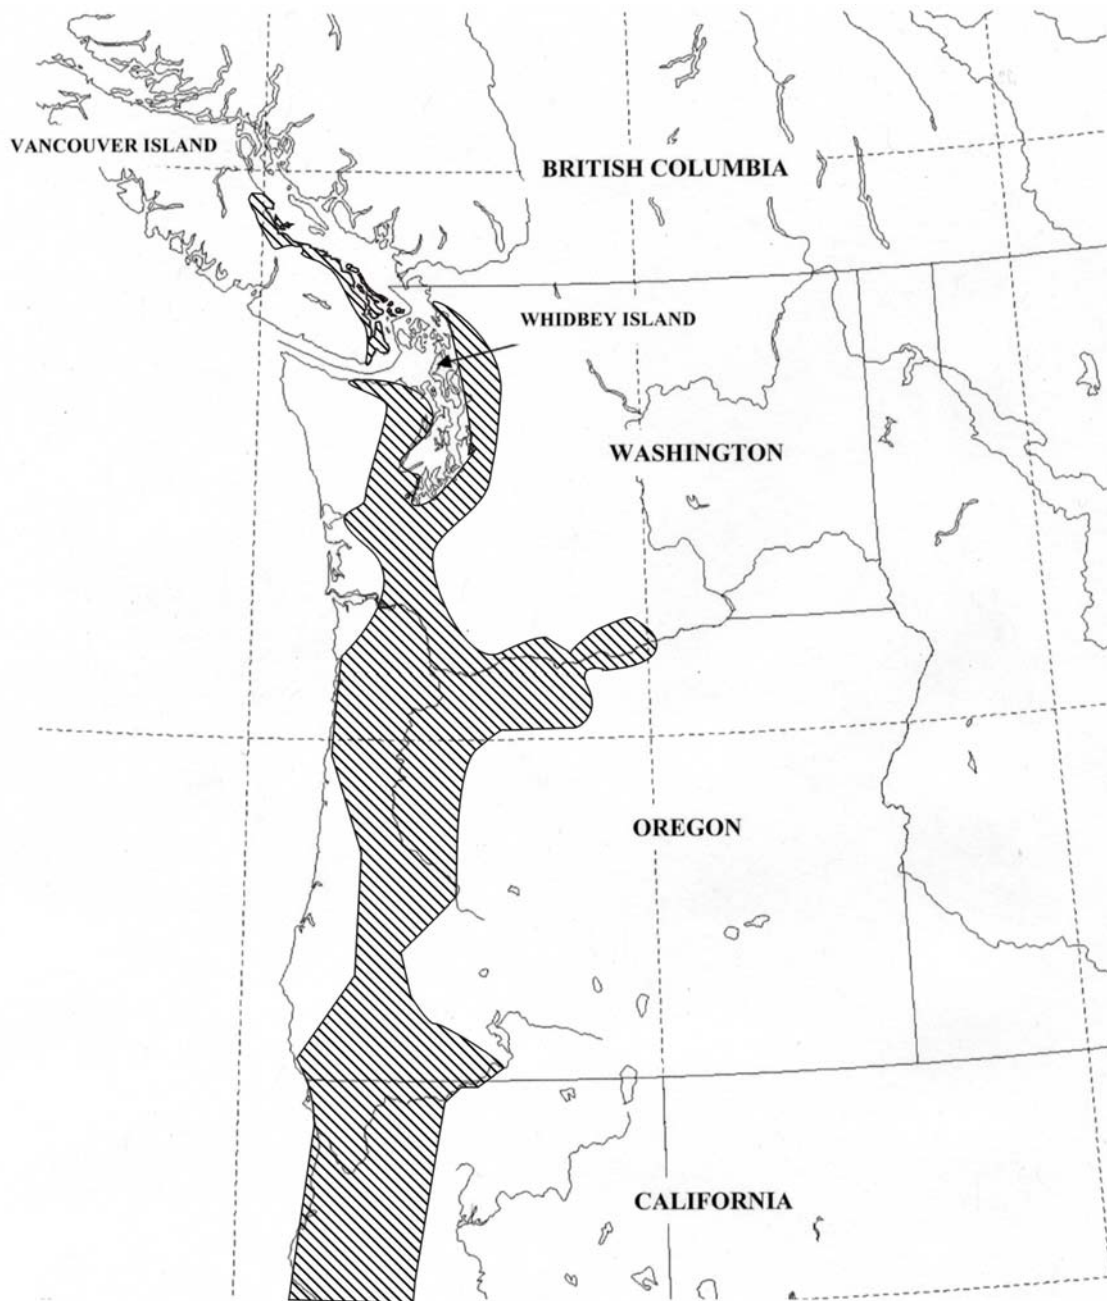 VANCOUVER ISLAND
BRITISH COLUMBIA
WHIDBEY ISLAND
WASHINGTON
OREGON
CALIFORNIA